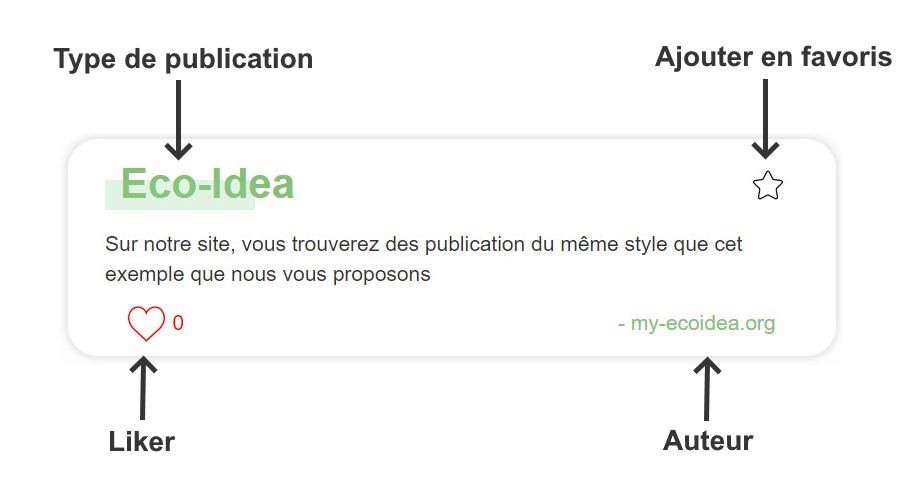 Type de publication
Ajouter en favoris
Eco-Idea
Sur notre site, vous trouverez des publication du même style que cet
exemple que nous vous proposons
0
- my-ecoidea.org
Liker
Auteur